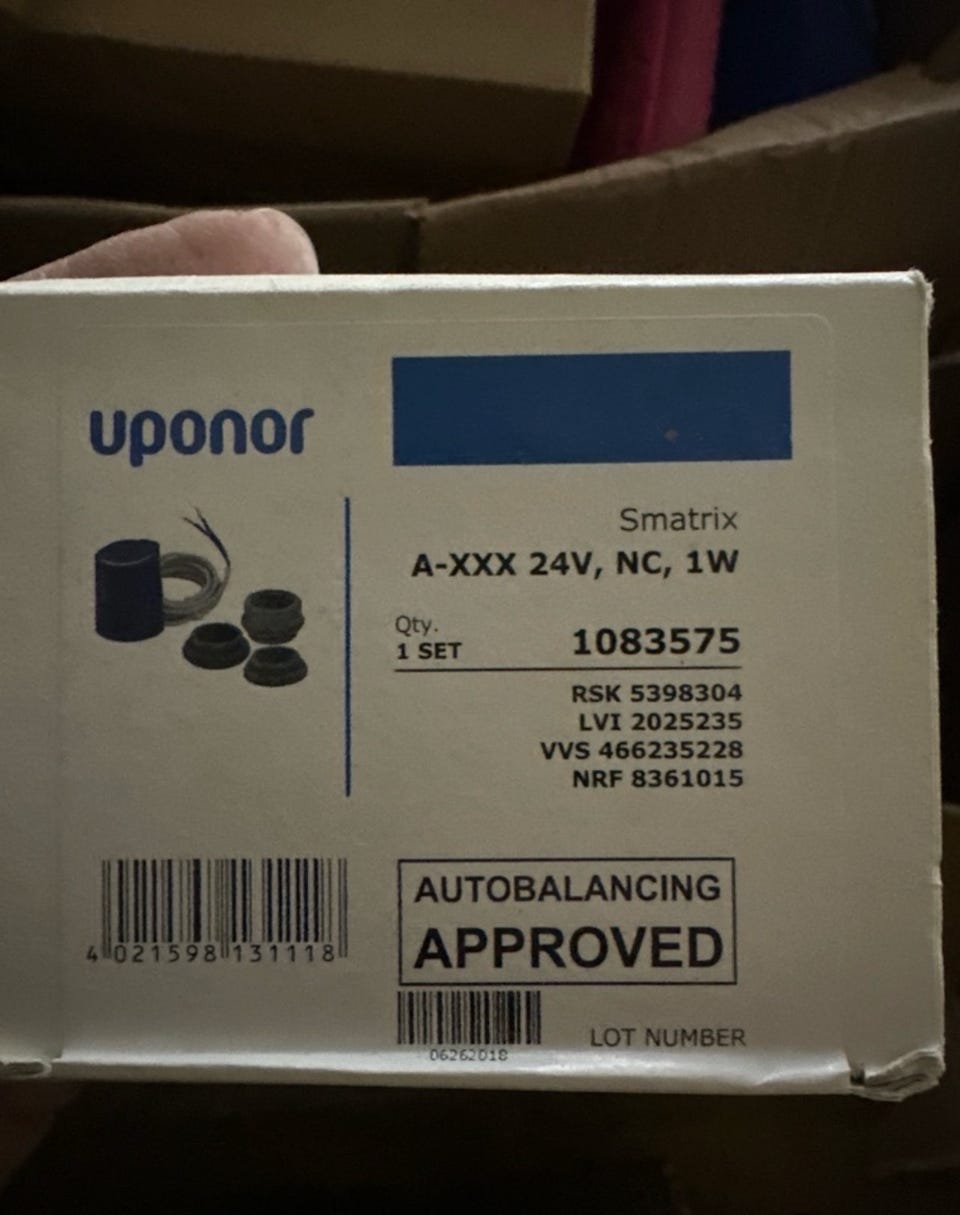 uponor
Smatrix
A-XXX 24V, NC, 1W
Qty.
1 SET
1083575
RSK 5398304
LVI 2025235
VVS 466235228
NRF 8361015
4 021598 131118
AUTOBALANCING
APPROVED
06262018
LOT NUMBER